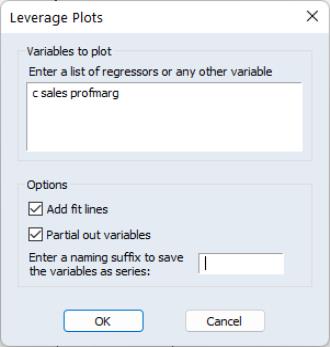 Leverage Plots
Variables to plot
Enter a list of regressors or any other variable
c sales profmarg
Options
Add fit lines
Partial out variables
Enter a naming suffix to save
the variables as series:
OK
Cancel